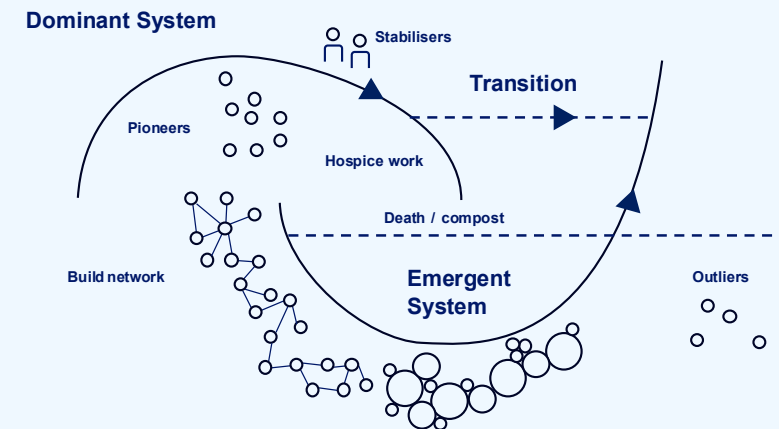 Dominant System
Stabilisers
Transition
Pioneers
Hospice work
Death / compost
Build network
Emergent
System
Outliers